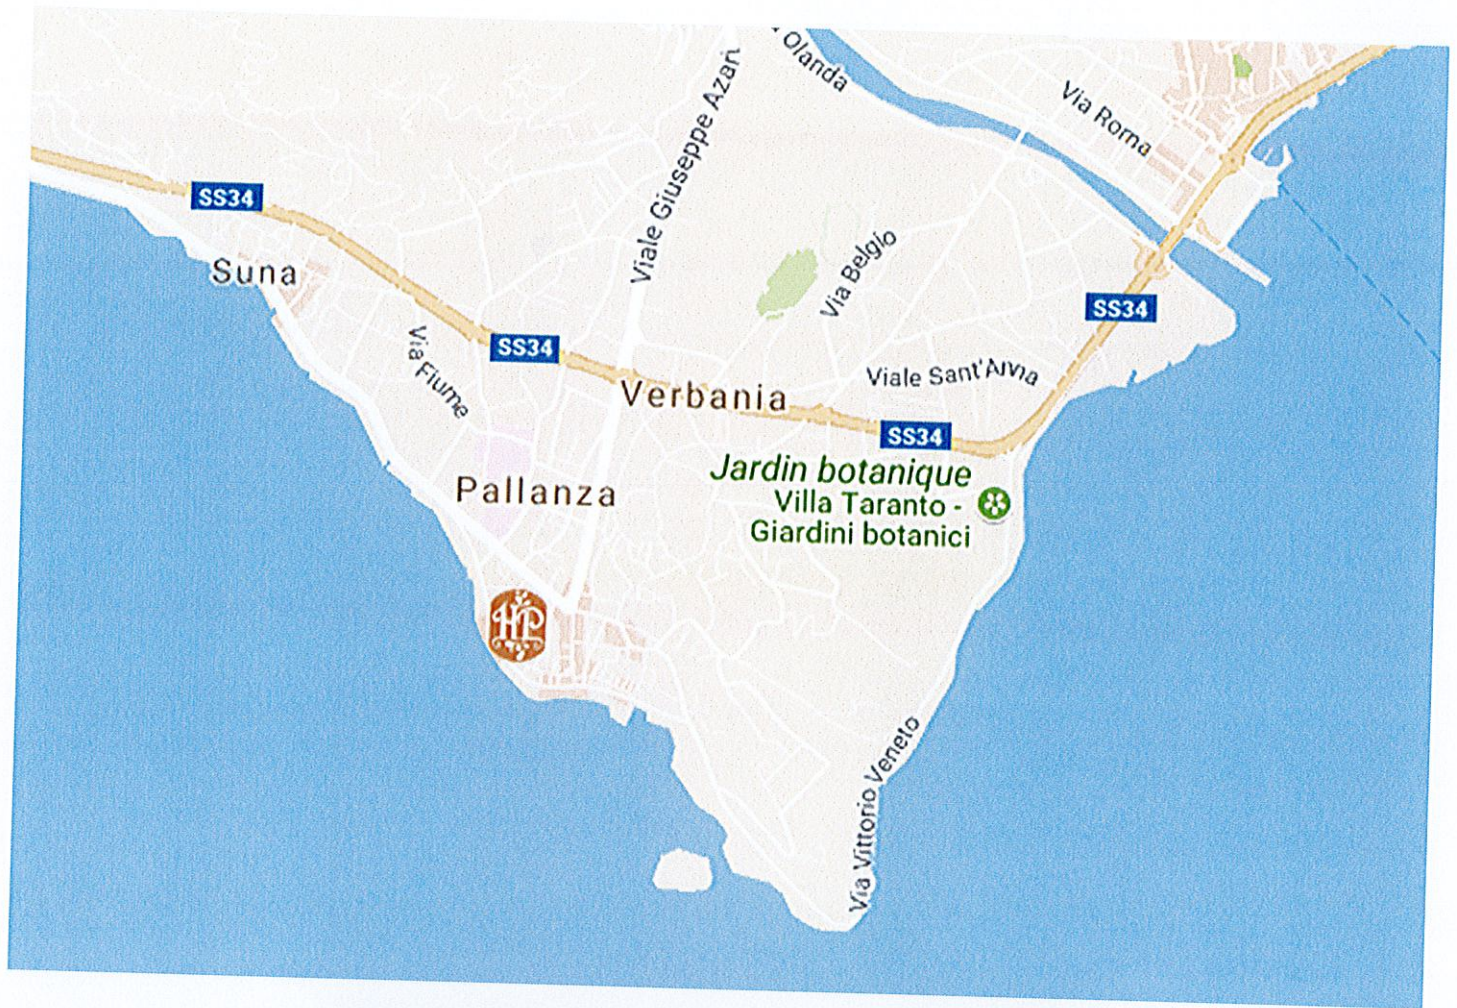 Olanda
Via Roma
Viale Giuseppe Azari
SS34
Suna
Via Belgio
SS34
SS34
Via Fiume
Viale Sant'Anna
Verbania
SS34
Jardin botanique
Villa Taranto -
Giardini botanici
Pallanza
HP
Via Vittorio Veneto